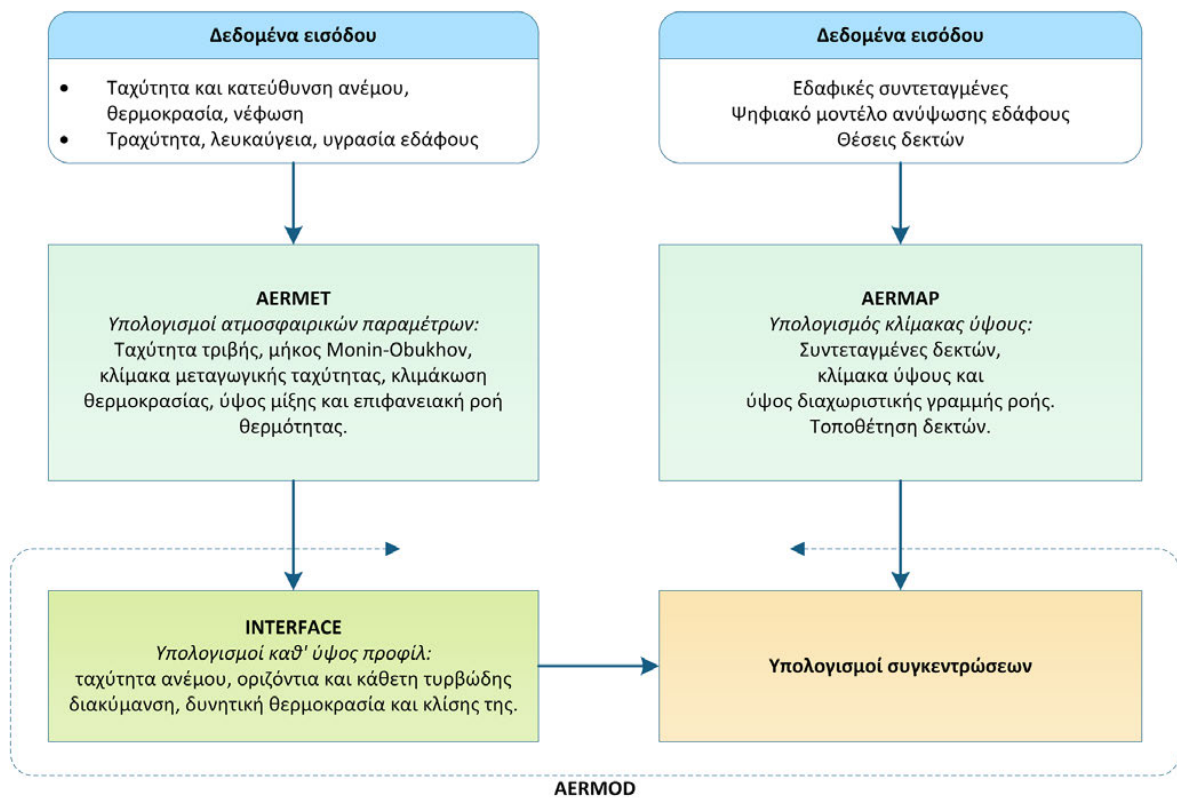 Δεδομένα εισόδου
• Ταχύτητα και κατεύθυνση ανέμου,
θερμοκρασία, νέφωση
• Τραχύτητα, λευκαύγεια, υγρασία εδάφους
Δεδομένα εισόδου
Εδαφικές συντεταγμένες
Ψηφιακό μοντέλο ανύψωσης εδάφους
Θέσεις δεκτών
AERMET
Υπολογισμοί ατμοσφαιρικών παραμέτρων:
Ταχύτητα τριβής, μήκος Monin-Obukhov,
κλίμακα μεταγωγικής ταχύτητας, κλιμάκωση
θερμοκρασίας, ύψος μίξης και επιφανειακή ροή
θερμότητας.
AERMAP
Υπολογισμός κλίμακας ύψους:
Συντεταγμένες δεκτών,
κλίμακα ύψους και
ύψος διαχωριστικής γραμμής ροής.
Τοποθέτηση δεκτών.
INTERFACE
Υπολογισμοί καθ' ύψος προφίλ:
ταχύτητα ανέμου, οριζόντια και κάθετη τυρβώδης
διακύμανση, δυνητική θερμοκρασία και κλίσης της.
Υπολογισμοί συγκεντρώσεων
AERMOD